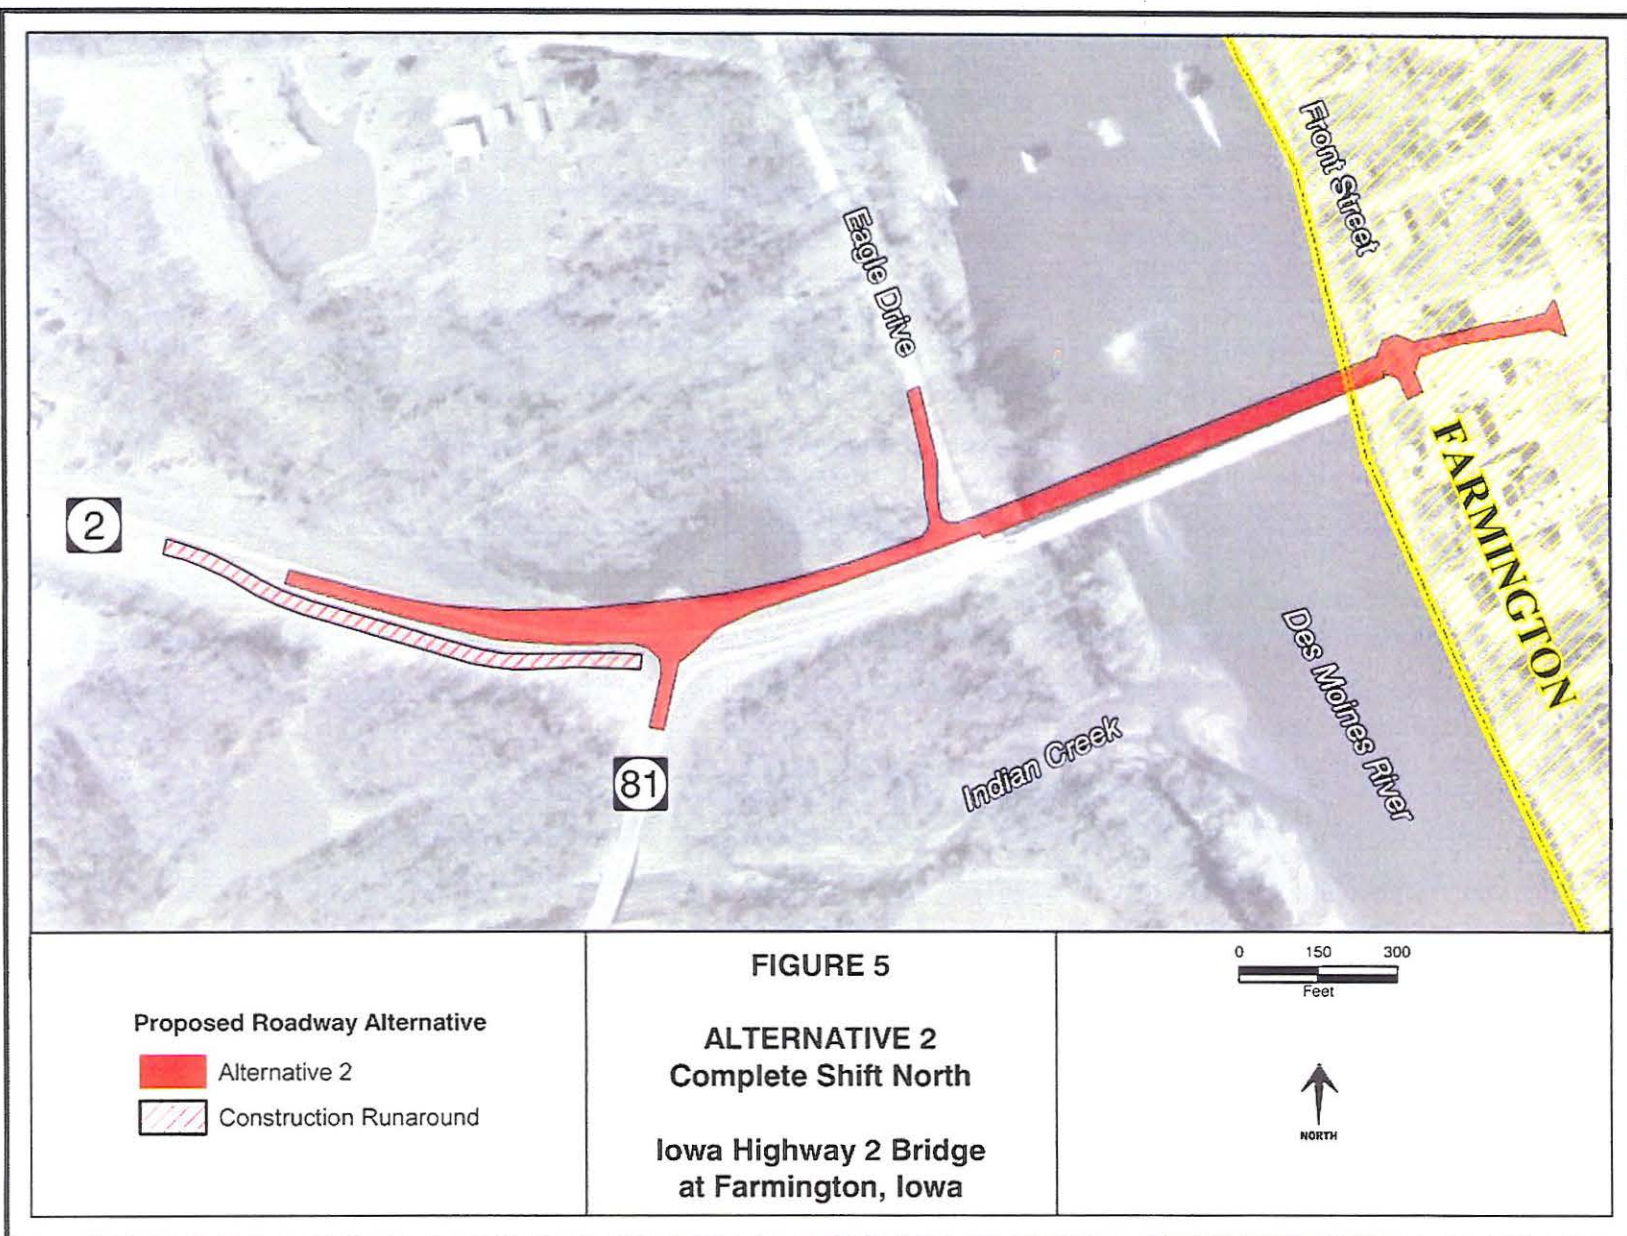 Front Street
Eagle Drive
2
FARMINGTON
Des Moines River
Indian Creek
81
Proposed Roadway Alternative
Alternative 2
Construction Runaround
FIGURE 5
ALTERNATIVE 2
Complete Shift North
Iowa Highway 2 Bridge
at Farmington, Iowa
0 150 300
Feet
NORTH